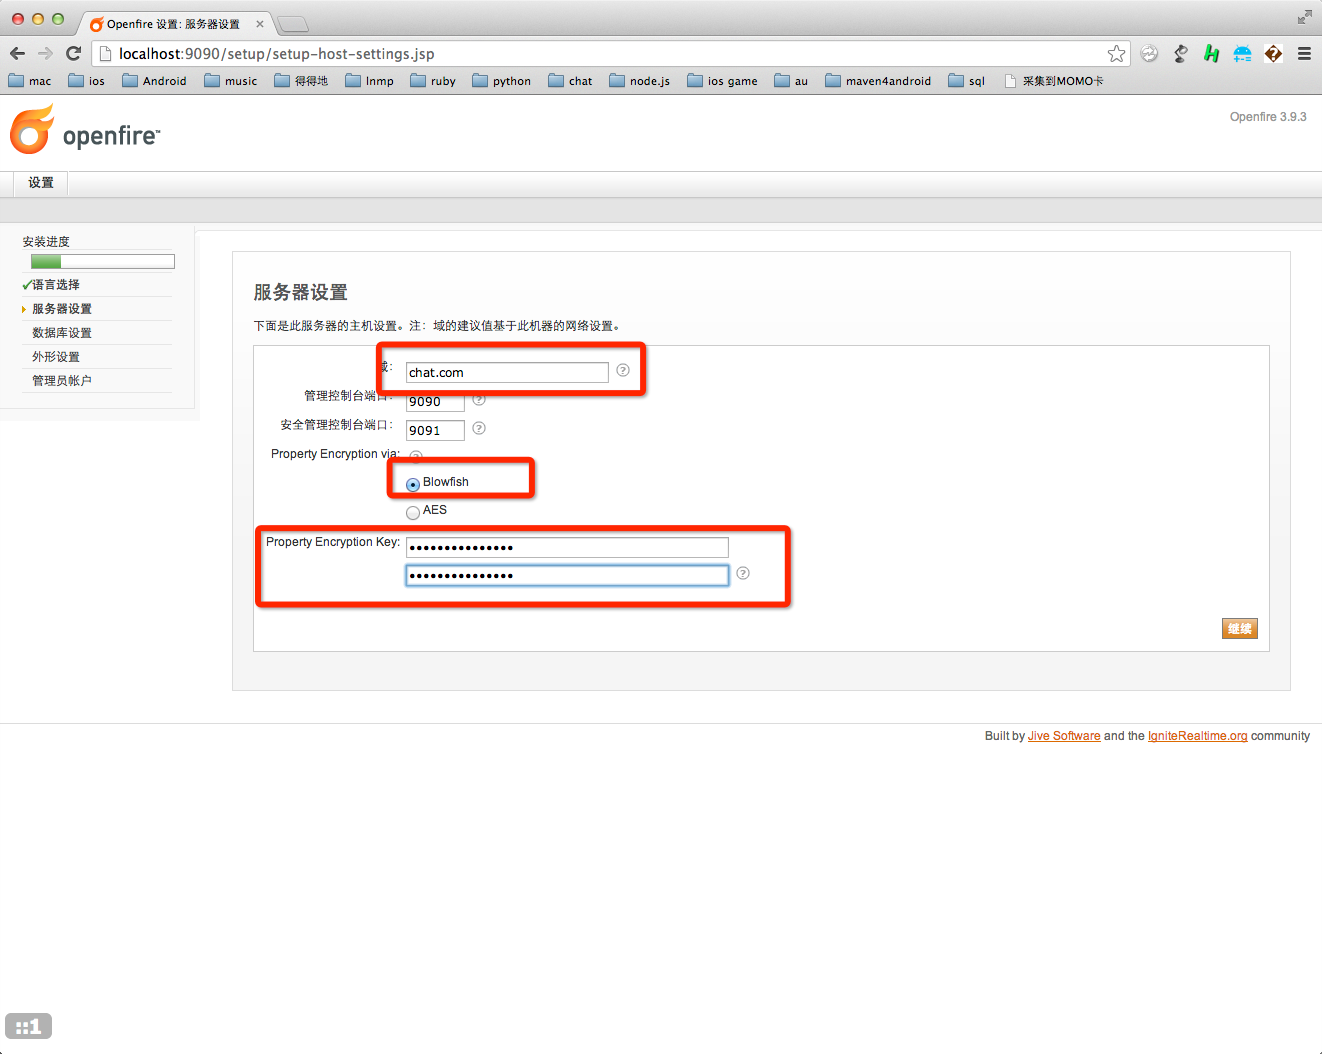 Openfire 设置: 服务器设置
localhost:9090/setup/setup-host-settings.jsp
mac ios Android music 得得地 lnmp ruby python chat node.js ios game au maven4android sql 采集到MOMO卡
openfire™
Openfire 3.9.3
设置
安装进度
语言选择
服务器设置
数据库设置
外形设置
管理员帐户
服务器设置
下面是此服务器的主机设置。注：域的建议值基于此机器的网络设置。
域: chat.com
管理控制台端口: 9090
安全管理控制台端口: 9091
Property Encryption via:
Blowfish
AES
Property Encryption Key: •••••••••••••••
•••••••••••••••
继续
Built by Jive Software and the IgniteRealtime.org community
::1